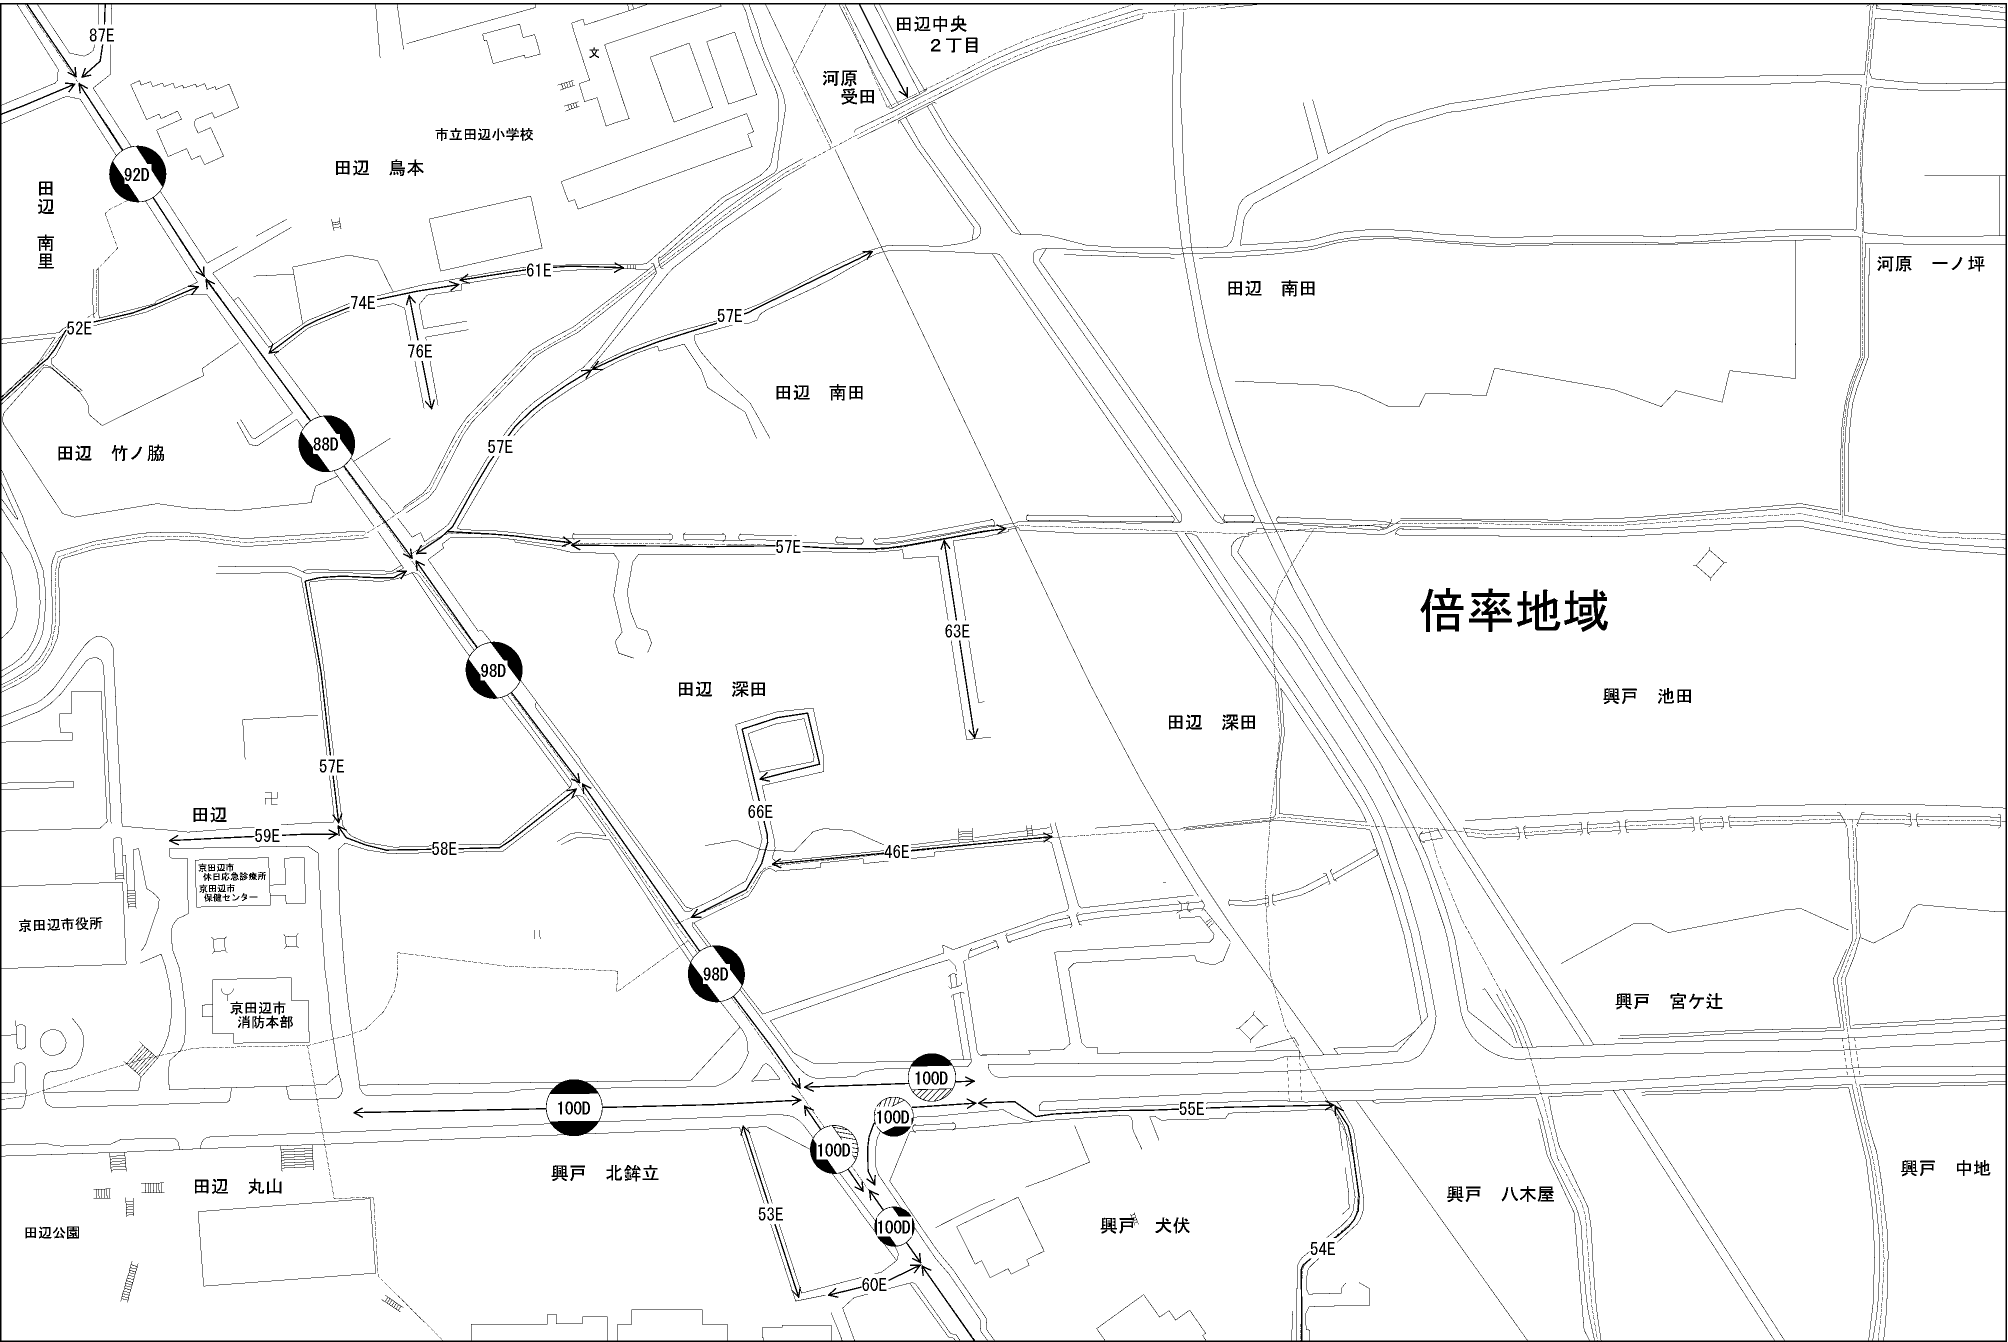 87E
田辺中央
2丁目
文
河原
受田
市立田辺小学校
田辺 鳥本
92D
田辺 南里
河原 一ノ坪
61E
田辺 南田
74E
57E
52E
76E
田辺 南田
57E
88D
田辺 竹ノ脇
57E
倍率地域
63E
98D
田辺 深田
興戸 池田
田辺 深田
57E
66E
田辺
卍
59E
58E
46E
京田辺市
休日応急診療所
京田辺市
保健センター
京田辺市役所
98D
興戸 宮ケ辻
京田辺市
消防本部
100D
100D
100D
55E
100D
興戸 北鉾立
興戸 中地
田辺 丸山
興戸 八木屋
53E
100D
興戸 犬伏
田辺公園
54E
60E